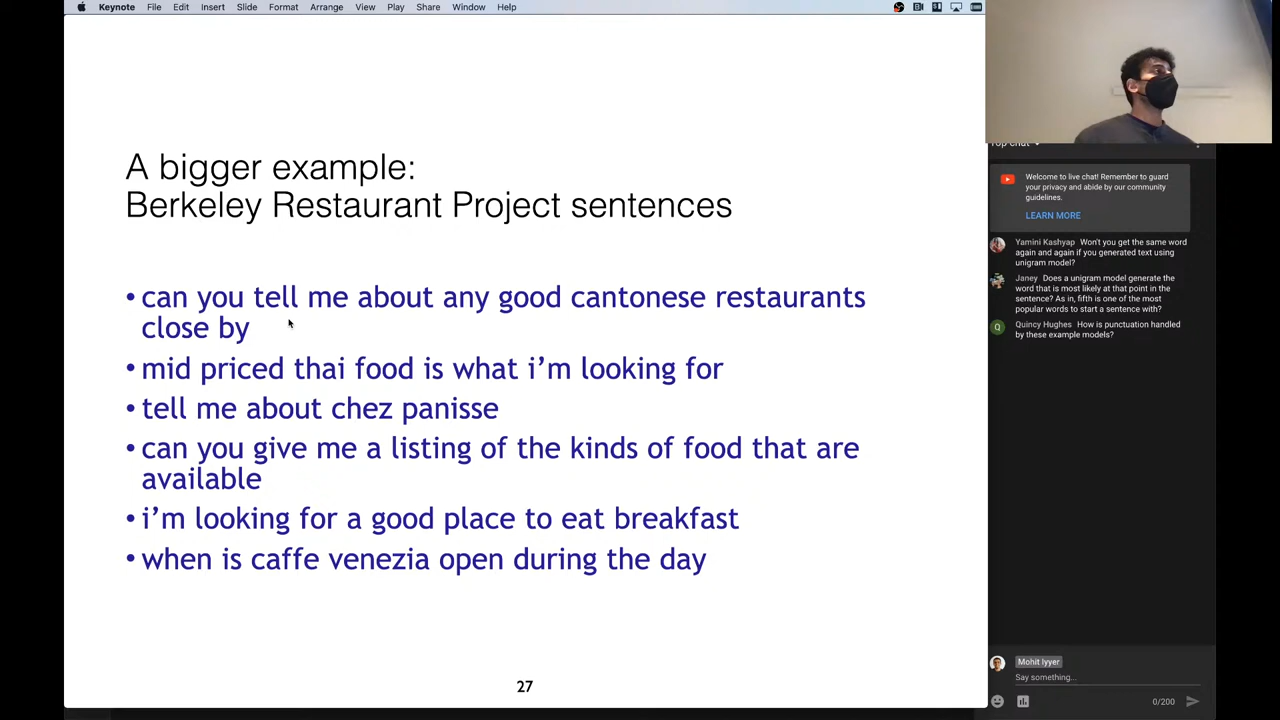 Keynote File Edit Insert Slide Format Arrange View Play Share Window Help
A bigger example:
Berkeley Restaurant Project sentences
• can you tell me about any good cantonese restaurants
close by
• mid priced thai food is what i’m looking for
• tell me about chez panisse
• can you give me a listing of the kinds of food that are
available
• i’m looking for a good place to eat breakfast
• when is caffe venezia open during the day
27
Top chat
Welcome to live chat! Remember to guard
your privacy and abide by our community
guidelines.
LEARN MORE
Yamini Kashyap Won't you get the same word
again and again if you generated text using
unigram model?
Janey Does a unigram model generate the
word that is most likely at that point in the
sentence? As in, fifth is one of the most
popular words to start a sentence with?
Q
Quincy Hughes How is punctuation handled
by these example models?
Mohit Iyyer
Say something...
0/200